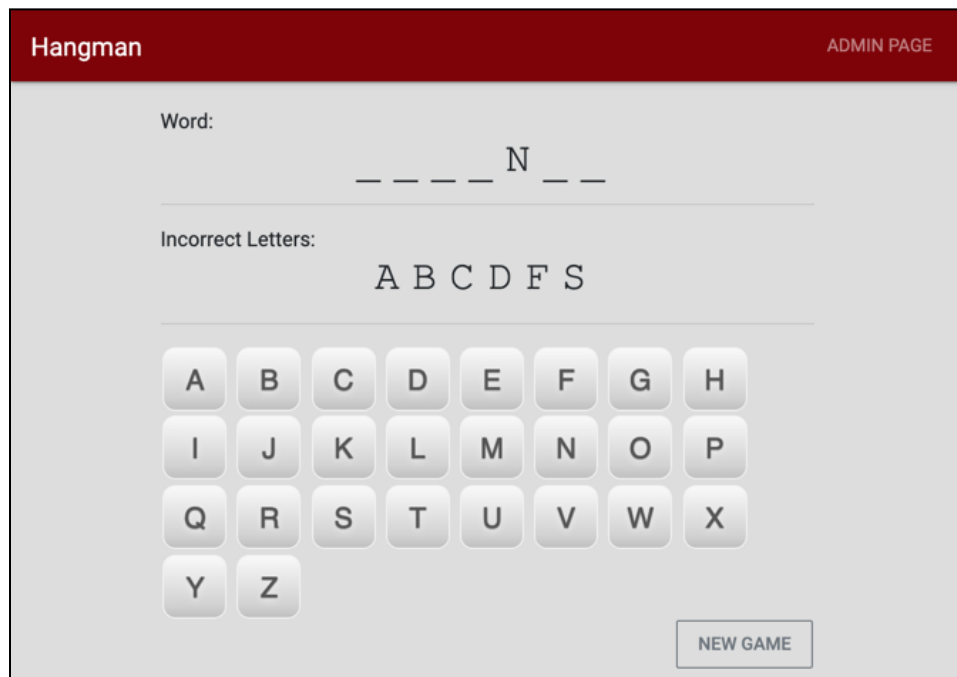 Hangman ADMIN PAGE
Word:
_ _ _ _ N _ _
Incorrect Letters:
A B C D F S
A B C D E F G H
I J K L M N O P
Q R S T U V W X
Y Z
NEW GAME